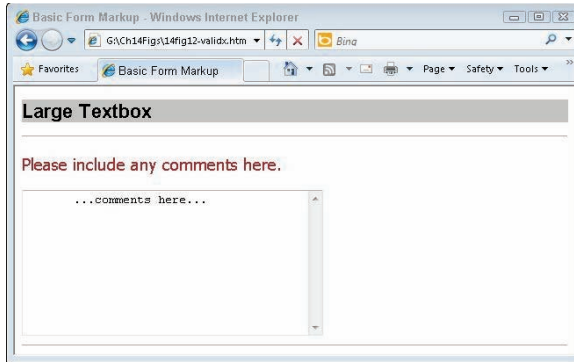 Basic Form Markup - Windows Internet Explorer
G:\Ch14Figs\14fig12-validx.htm
Bing
Favorites
Basic Form Markup
Page
Safety
Tools
Large Textbox
Please include any comments here.
...comments here...